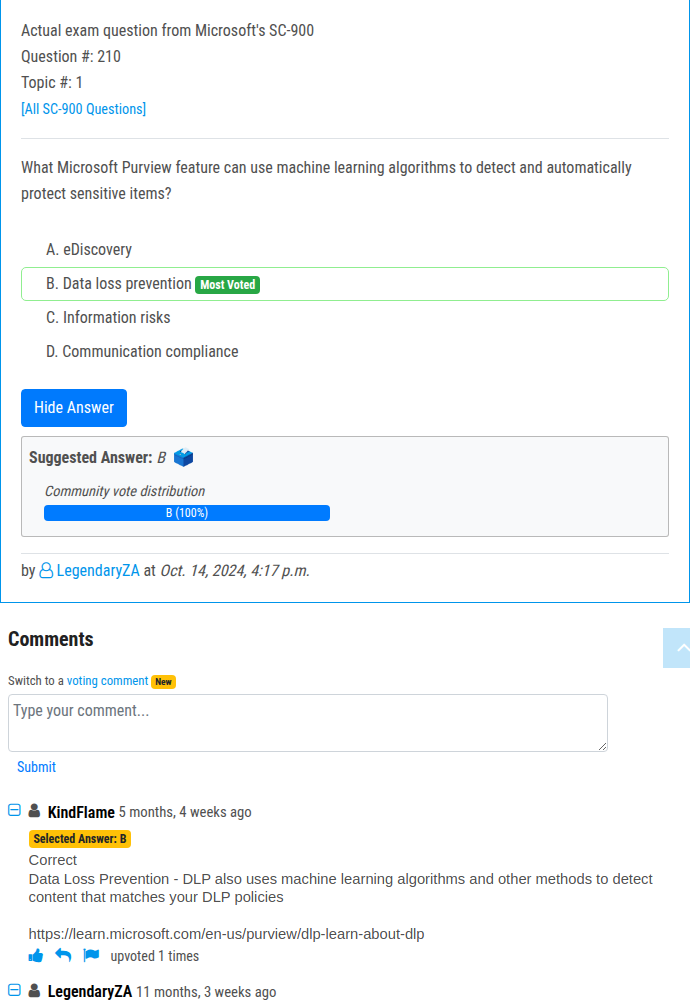 Actual exam question from Microsoft's SC-900
Question #: 210
Topic #: 1
[All SC-900 Questions]
What Microsoft Purview feature can use machine learning algorithms to detect and automatically
protect sensitive items?
A. eDiscovery
B. Data loss prevention Most Voted
C. Information risks
D. Communication compliance
Hide Answer
Suggested Answer: B
Community vote distribution
B (100%)
by LegendaryZA at Oct. 14, 2024, 4:17 p.m.
Comments
Switch to a voting comment New
Type your comment...
Submit
KindFlame 5 months, 4 weeks ago
Selected Answer: B
Correct
Data Loss Prevention - DLP also uses machine learning algorithms and other methods to detect
content that matches your DLP policies
https://learn.microsoft.com/en-us/purview/dlp-learn-about-dlp
upvoted 1 times
LegendaryZA 11 months, 3 weeks ago